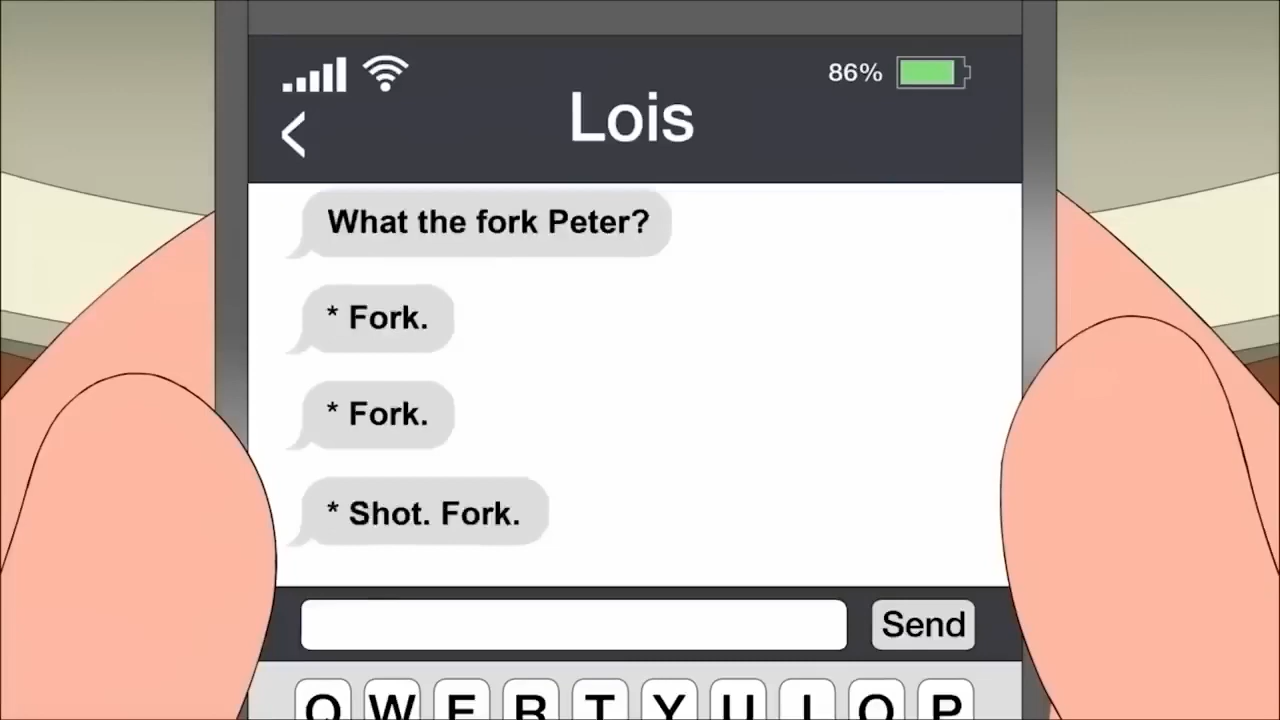 86%
Lois
What the fork Peter?
* Fork.
* Fork.
* Shot. Fork.
Send
Q W E R T Y U I O P